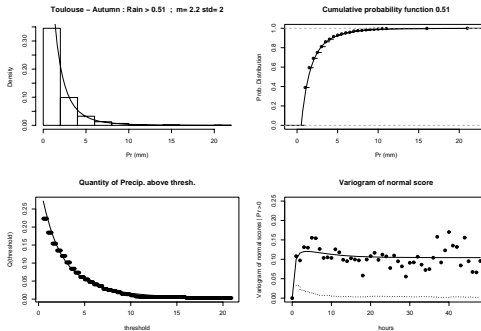 Toulouse − Autumn : Rain > 0.51 ; m= 2.2 std= 2
Density
0.00 0.10 0.20 0.30
0 5 10 15 20
Pr (mm)
Cumulative probability function 0.51
Prob. Distribution
0.0 0.2 0.4 0.6 0.8 1.0
0 5 10 15 20
Pr (mm)
Quantity of Precip. above thresh.
Q(threshold)
0.00 0.05 0.10 0.15 0.20 0.25
0 5 10 15 20
threshold
Variogram of normal score
Variogram of normal scores | Pr >0
0.00 0.05 0.10 0.15 0.20 0.25
0 10 20 30 40
hours